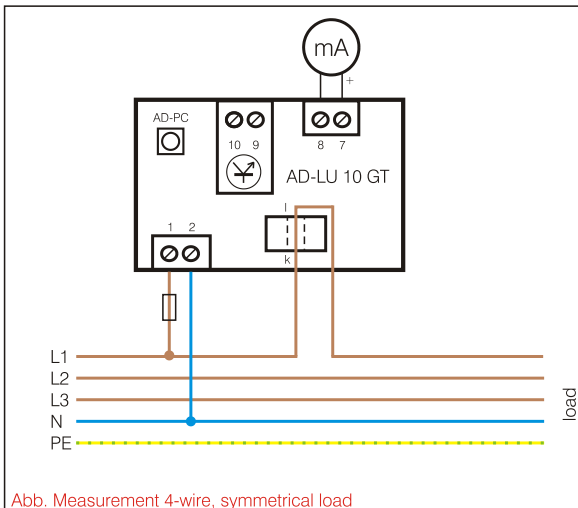 mA
+
AD-PC
10 9
8 7
AD-LU 10 GT
l
1 2
k
L1
L2
L3
N
PE
load
Abb. Measurement 4-wire, symmetrical load